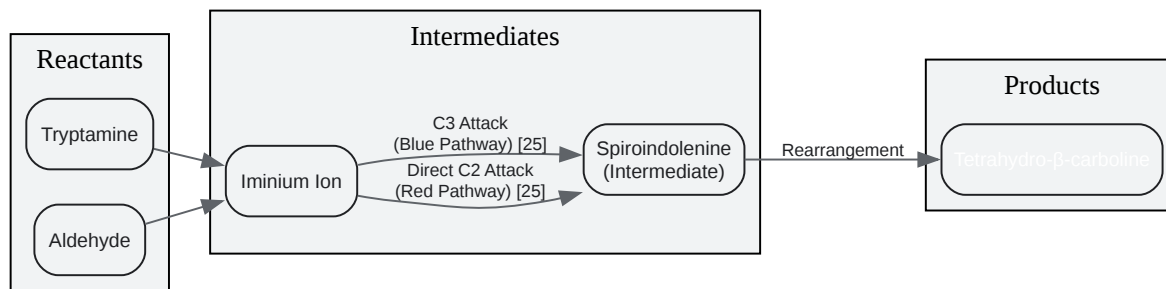 Reactants
Tryptamine
Aldehyde
Intermediates
Iminium Ion
C3 Attack
(Blue Pathway) [25]
Direct C2 Attack
(Red Pathway) [25]
Spiroindolenine
(Intermediate)
Rearrangement
Products
Tetrahydro-β-carboline